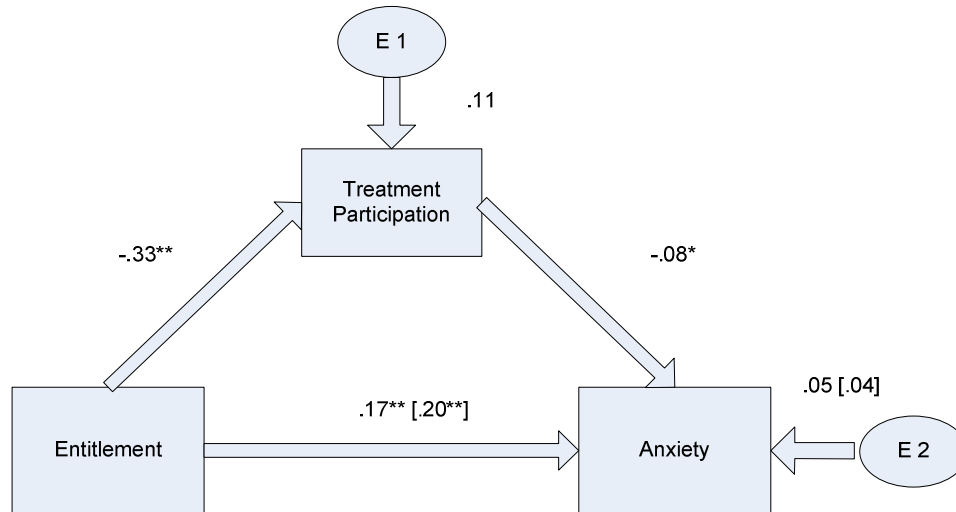 E 1
.11
Treatment
Participation
-.33**
-.08*
.17** [.20**]
.05 [.04]
Entitlement
Anxiety
E 2